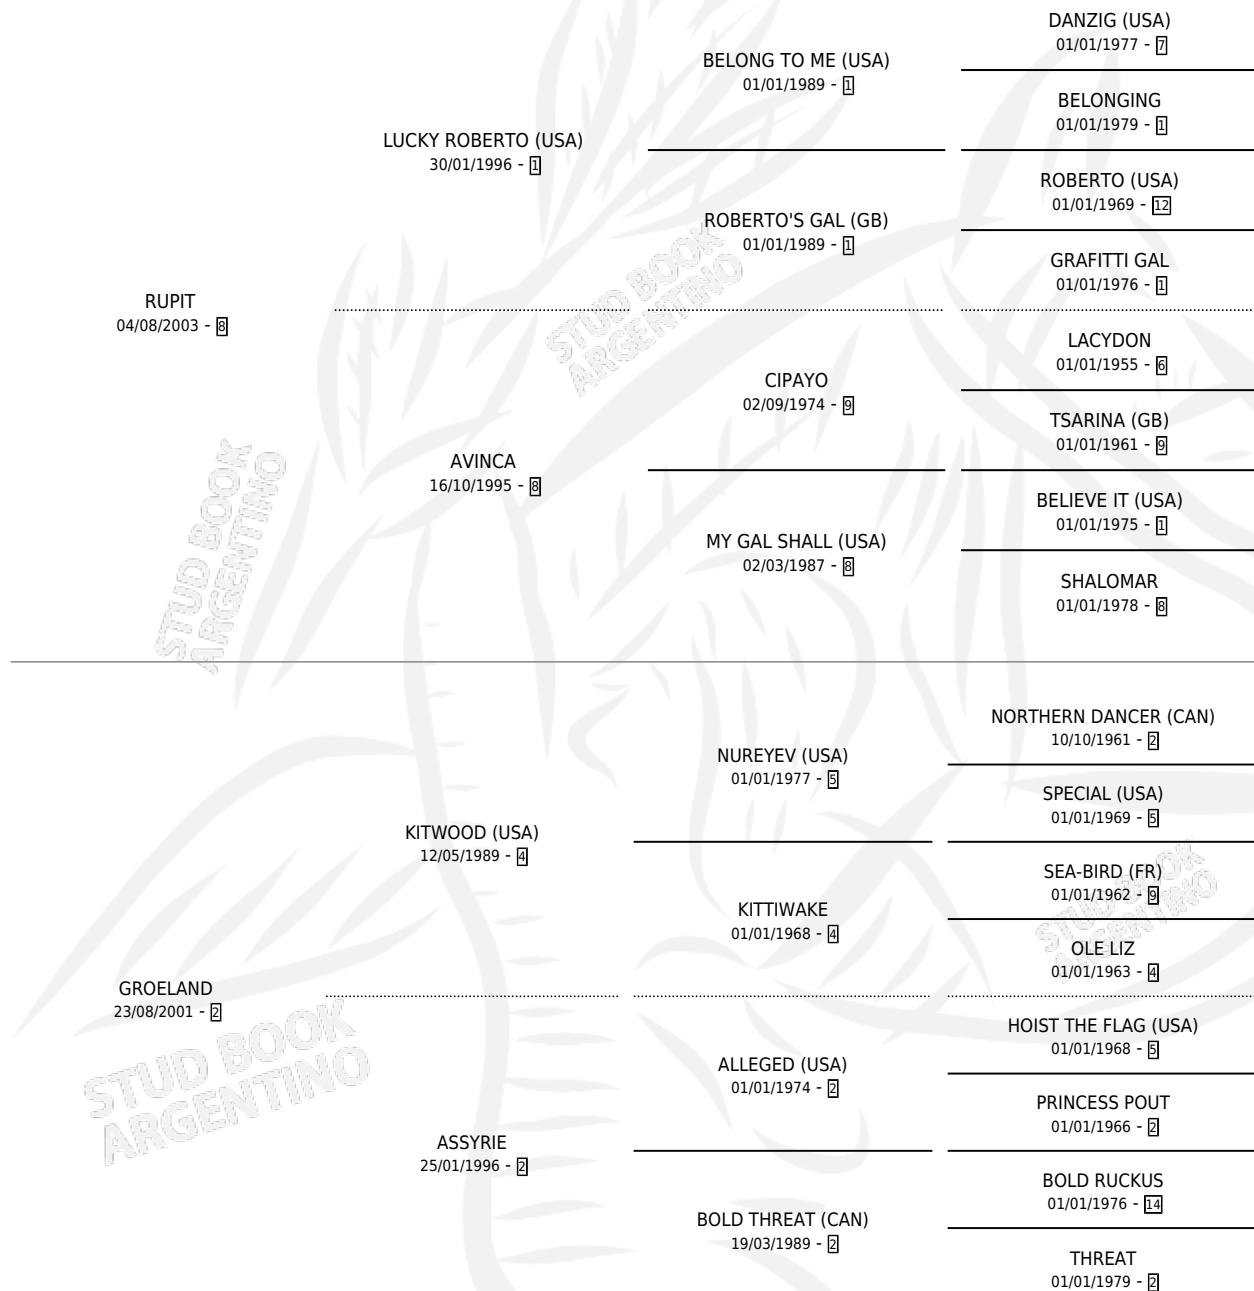 DANZIG (USA)
01/01/1977 - 7
BELONG TO ME (USA)
01/01/1989 - 1
BELONGING
01/01/1979 - 1
LUCKY ROBERTO (USA)
30/01/1996 - 1
ROBERTO (USA)
01/01/1969 - 12
ROBERTO'S GAL (GB)
01/01/1989 - 1
GRAFITTI GAL
01/01/1976 - 1
RUPIT
04/08/2003 - 8
STUD BOOK
ARGENTINO
LACYDON
01/01/1955 - 6
CIPAYO
02/09/1974 - 9
TSARINA (GB)
01/01/1961 - 9
AVINCA
16/10/1995 - 8
BELIEVE IT (USA)
01/01/1975 - 1
MY GAL SHALL (USA)
02/03/1987 - 8
SHALOMAR
01/01/1978 - 8
STUD BOOK
ARGENTINO
NORTHERN DANCER (CAN)
10/10/1961 - 2
NUREYEV (USA)
01/01/1977 - 5
SPECIAL (USA)
01/01/1969 - 5
KITWOOD (USA)
12/05/1989 - 4
SEA-BIRD (FR)
01/01/1962 - 9
KITTIWAKE
01/01/1968 - 4
STUD BOOK
ARGENTINO
OLE LIZ
01/01/1963 - 4
GROELAND
23/08/2001 - 2
HOIST THE FLAG (USA)
01/01/1968 - 5
ALLEGED (USA)
01/01/1974 - 2
STUD BOOK
ARGENTINO
PRINCESS POUT
01/01/1966 - 2
ASSYRIE
25/01/1996 - 2
BOLD RUCKUS
01/01/1976 - 14
BOLD THREAT (CAN)
19/03/1989 - 2
THREAT
01/01/1979 - 2